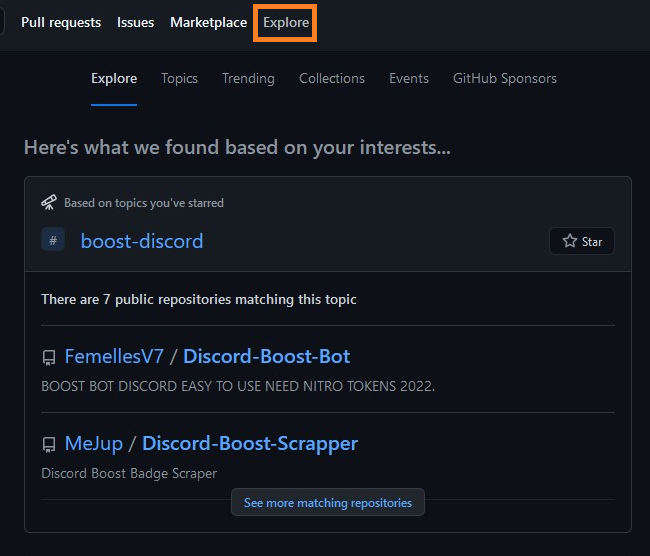 Pull requests Issues Marketplace Explore
Explore Topics Trending Collections Events GitHub Sponsors
Here's what we found based on your interests...
Based on topics you've starred
# boost-discord Star
There are 7 public repositories matching this topic
FemellesV7 / Discord-Boost-Bot
BOOST BOT DISCORD EASY TO USE NEED NITRO TOKENS 2022.
MeJup / Discord-Boost-Scrapper
Discord Boost Badge Scraper
See more matching repositories